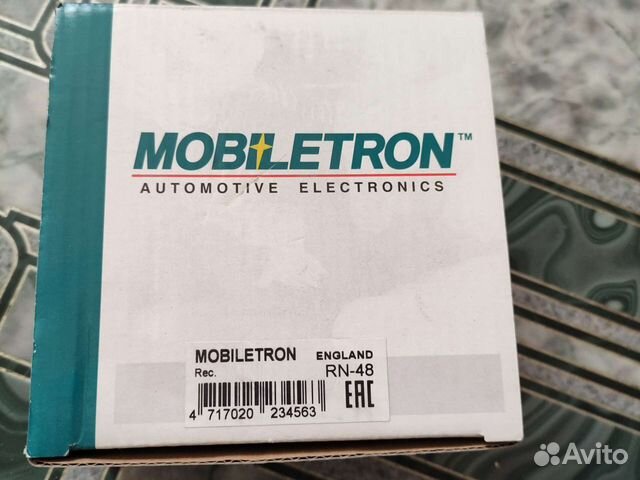 MOBILETRON™
AUTOMOTIVE ELECTRONICS
MOBILETRON ENGLAND
Rec. RN-48
4 717020 234563 EAC
Avito